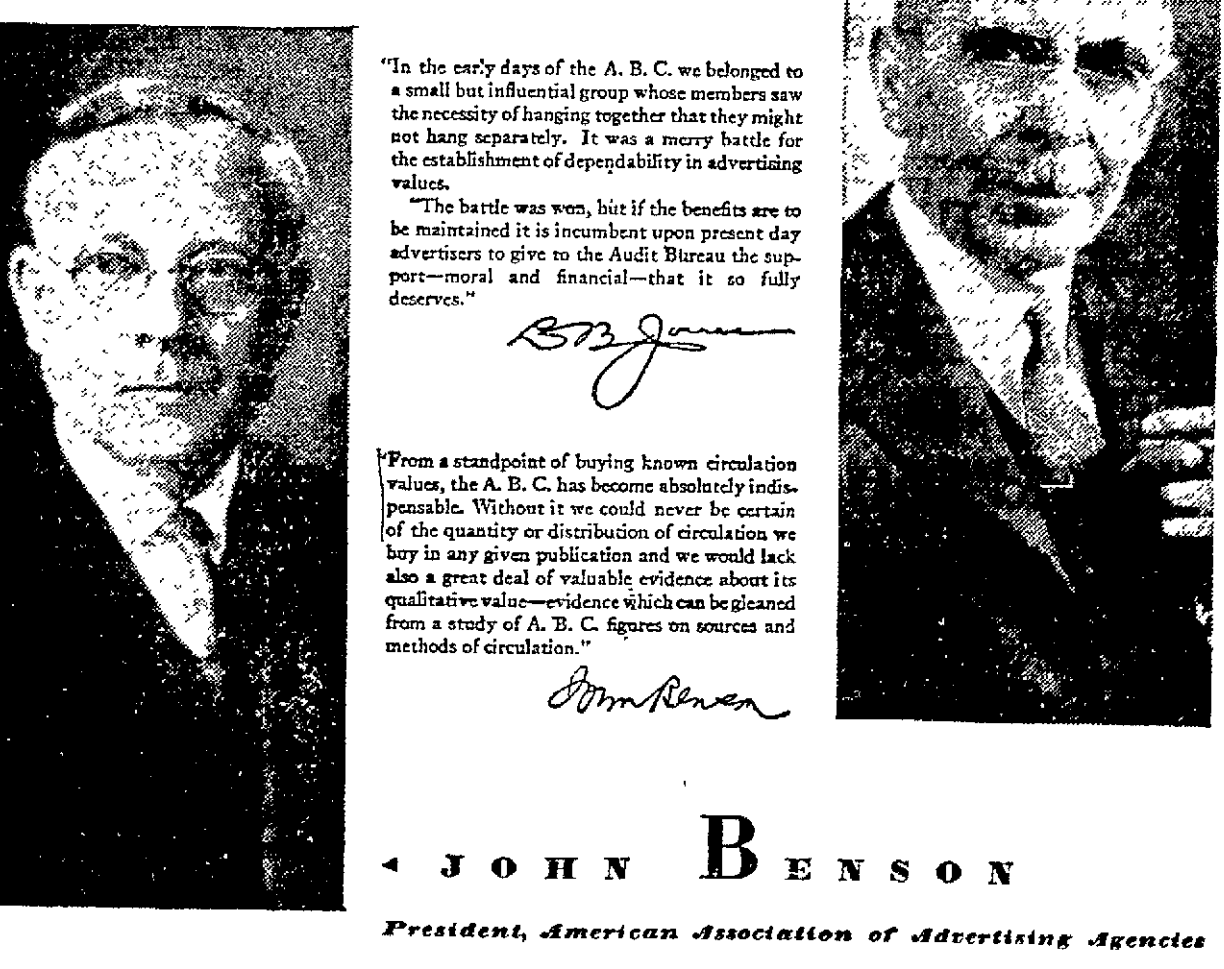 "In the early days of the A. B. C. we belonged to
a small but influential group whose members saw
the necessity of hanging together that they might
not hang separately. It was a merry battle for
the establishment of dependability in advertising
values.
"The battle was won, but if the benefits are to
be maintained it is incumbent upon present day
advertisers to give to the Audit Bureau the sup-
port—moral and financial—that it so fully
deserves."
"From a standpoint of buying known circulation
values, the A. B. C. has become absolutely indis-
pensable. Without it we could never be certain
of the quantity or distribution of circulation we
buy in any given publication and we would lack
also a great deal of valuable evidence about its
qualitative value—evidence which can be gleaned
from a study of A. B. C. figures on sources and
methods of circulation."
John Benson
JOHN BENSON
President, American Association of Advertising Agencies